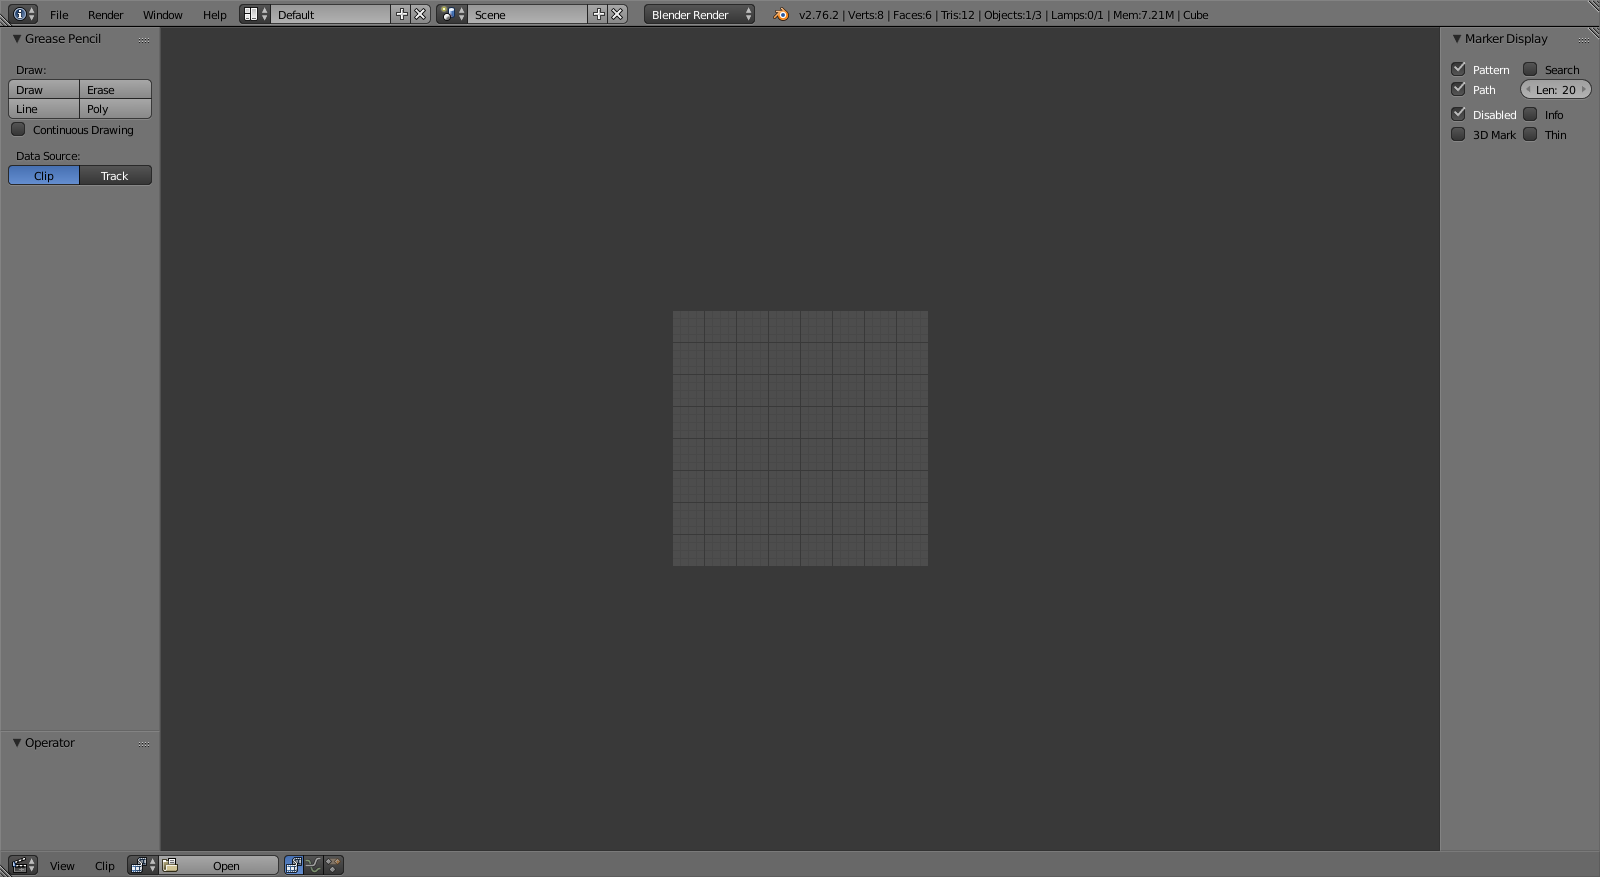 File Render Window Help Default Scene Blender Render v2.76.2 | Verts:8 | Faces:6 | Tris:12 | Objects:1/3 | Lamps:0/1 | Mem:7.21M | Cube
Grease Pencil
Draw:
Draw Erase
Line Poly
Continuous Drawing
Data Source:
Clip Track
Operator
Marker Display
Pattern Search
Path Len: 20
Disabled Info
3D Mark Thin
View Clip Open